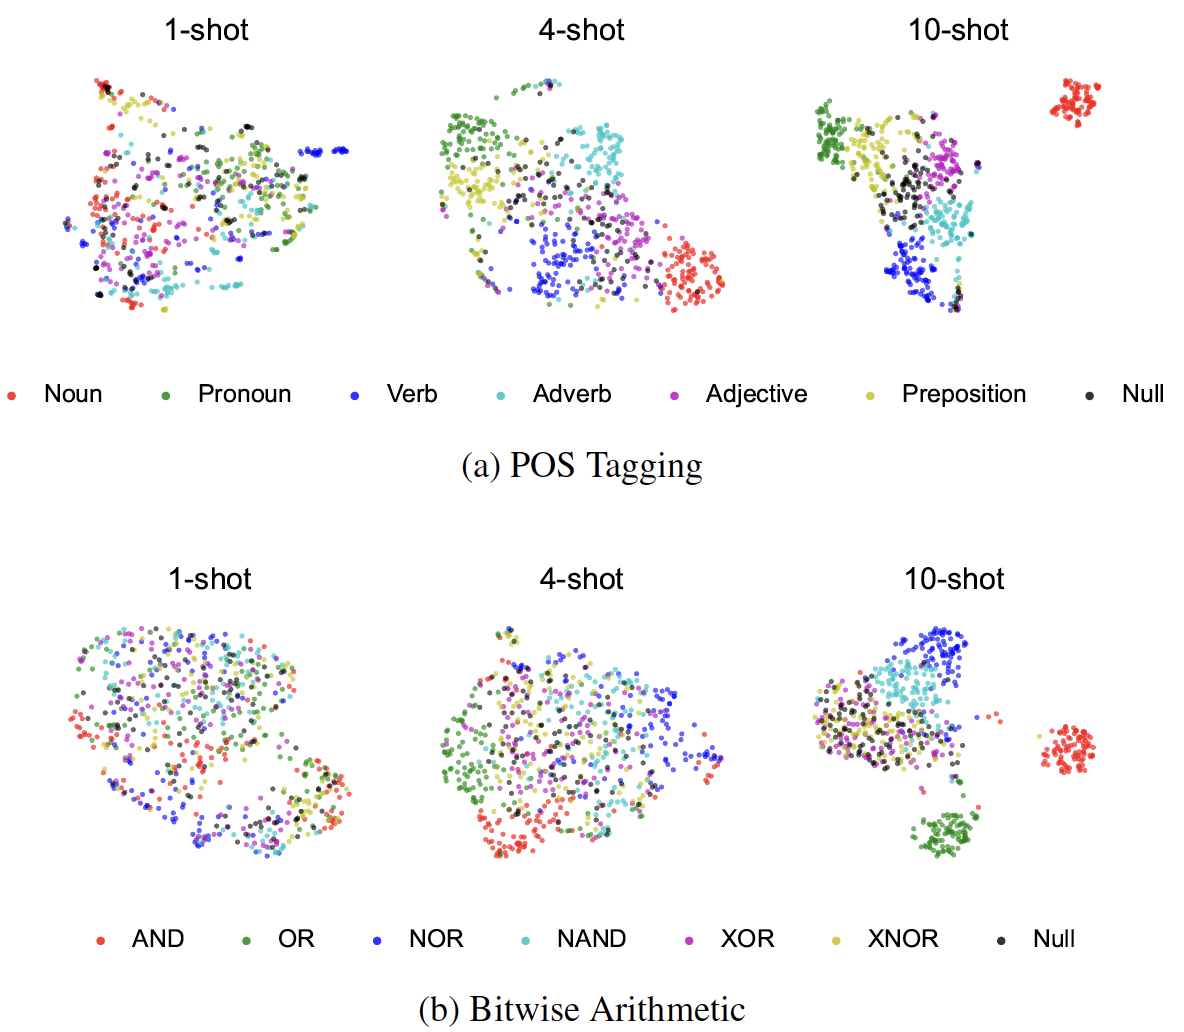 1-shot 4-shot 10-shot
Noun Pronoun Verb Adverb Adjective Preposition Null
(a) POS Tagging
1-shot 4-shot 10-shot
AND OR NOR NAND XOR XNOR Null
(b) Bitwise Arithmetic